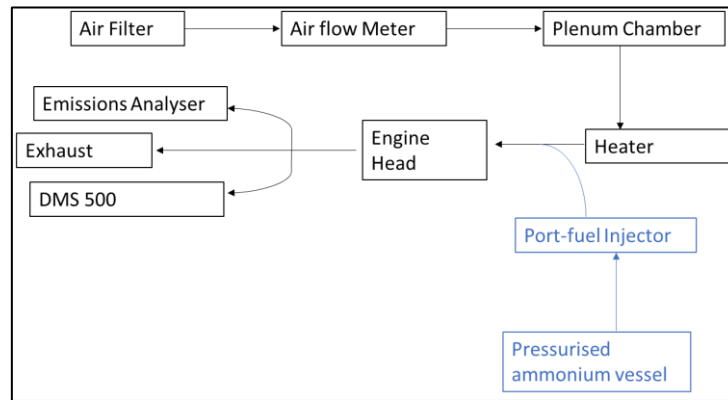 Air Filter
Air flow Meter
Plenum Chamber
Emissions Analyser
Exhaust
Engine
Head
Heater
DMS 500
Port-fuel Injector
Pressurised
ammonium vessel